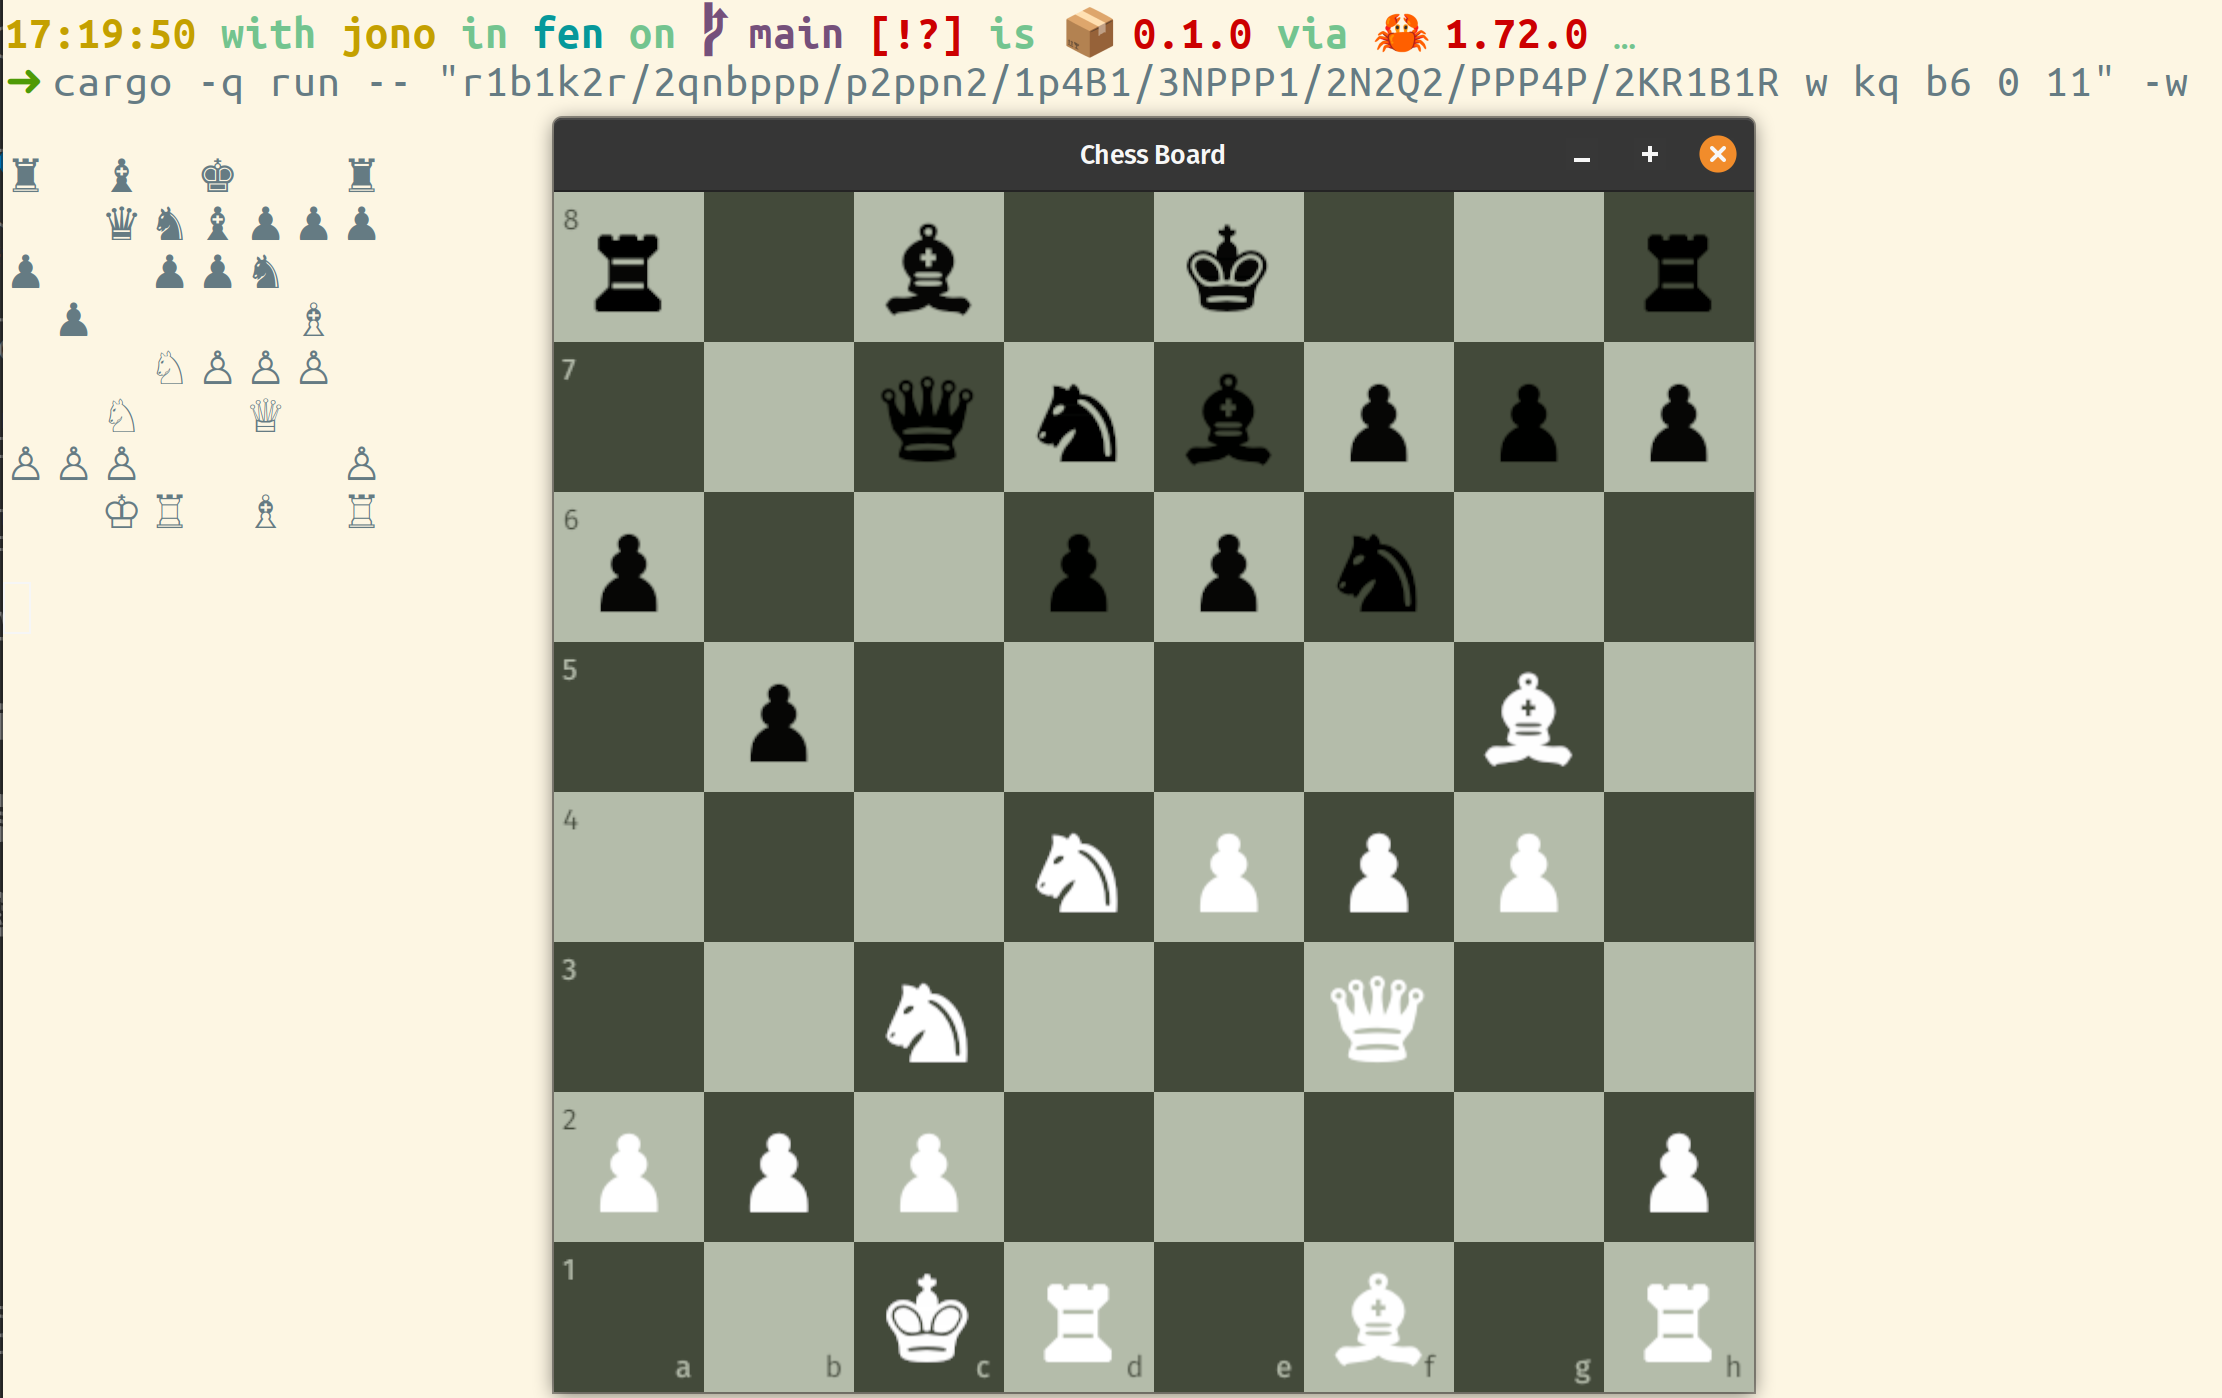 17:19:50 with jono in fen on main [!?] is 📦 0.1.0 via 🦀 1.72.0 …
➜ cargo -q run -- "r1b1k2r/2qnbppp/p2ppn2/1p4B1/3NPPP1/2N2Q2/PPP4P/2KR1B1R w kq b6 0 11" -w
Chess Board
♜ ♝ ♚ ♜
♛ ♞ ♝ ♟ ♟ ♟
♟ ♟ ♟ ♞
♟ ♗
♘ ♙ ♙ ♙
♘ ♕
♙ ♙ ♙ ♙
♔ ♖ ♗ ♖
8
7
6
5
4
3
2
1
a b c d e f g h